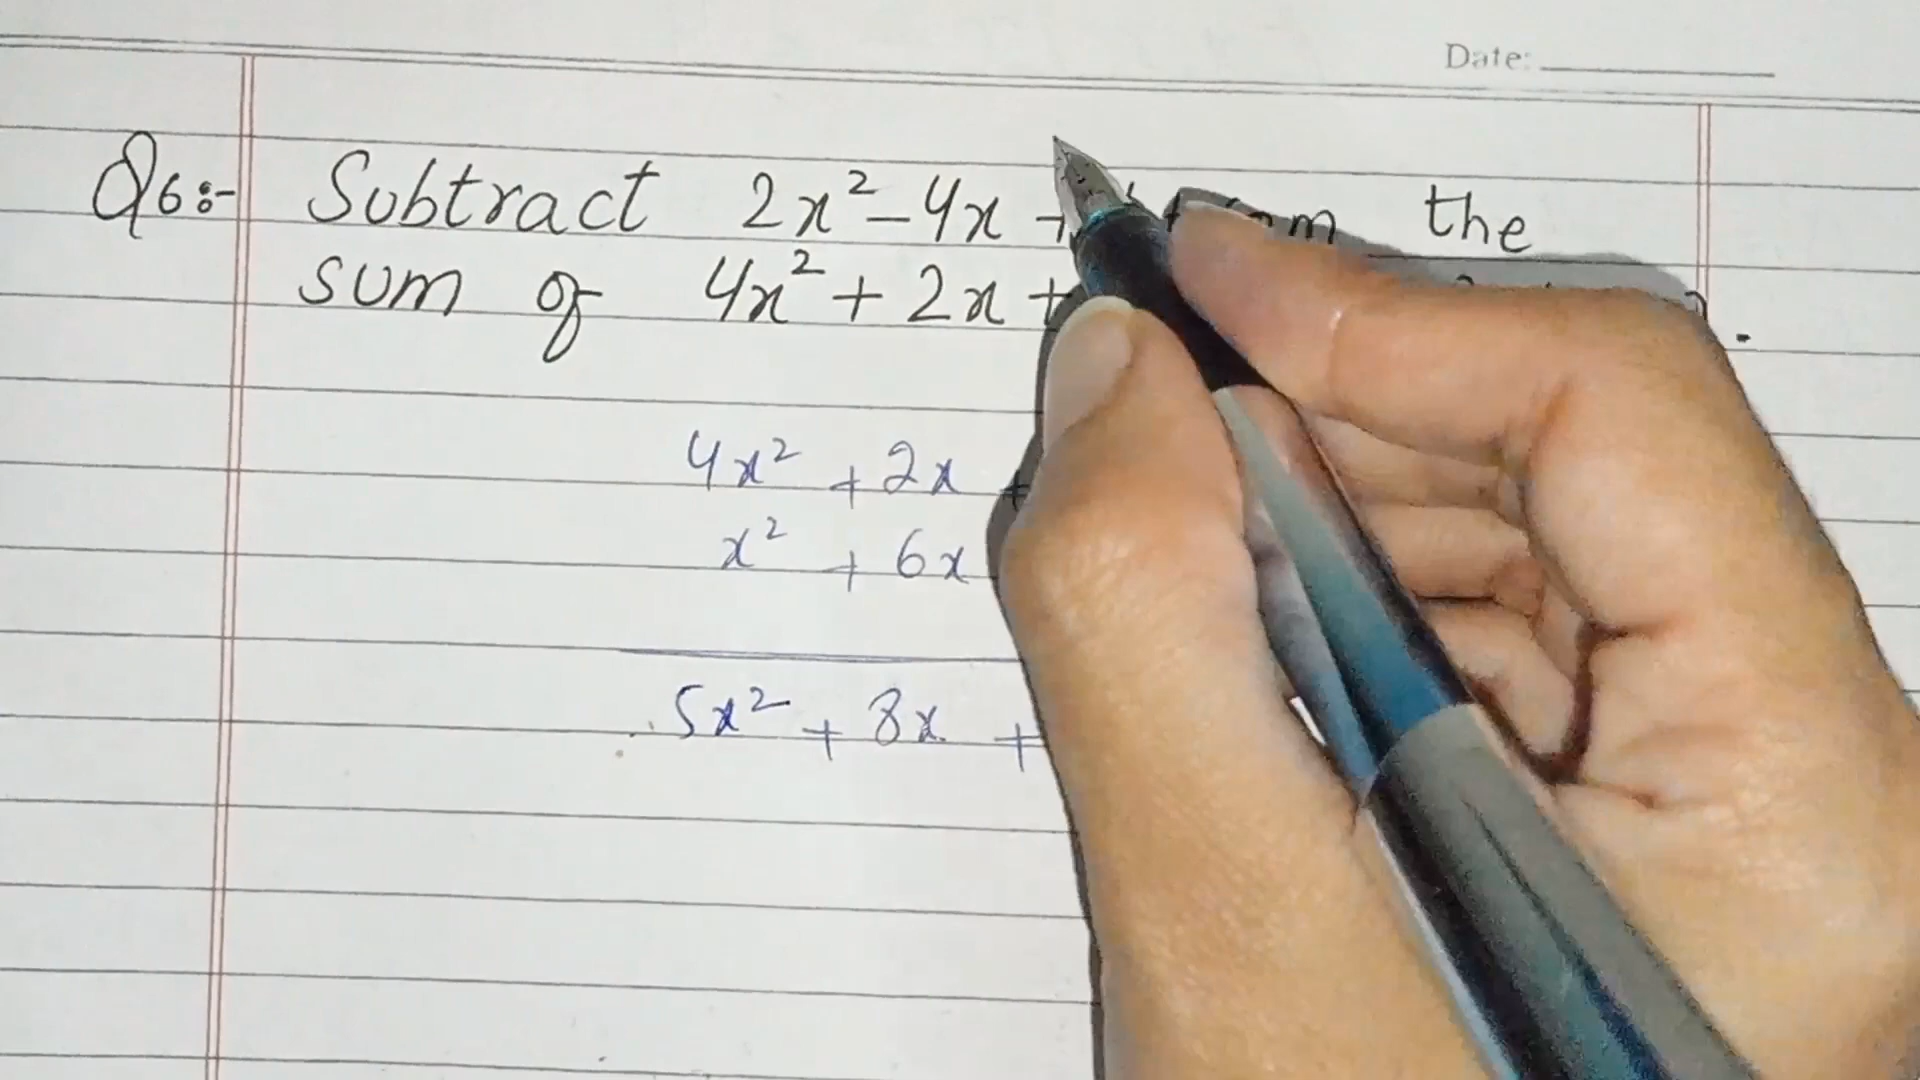 Date:
Q6:- Subtract 2x² - 4x + the
sum of 4x² + 2x + .
4x² + 2x +
x² + 6x
5x² + 8x +